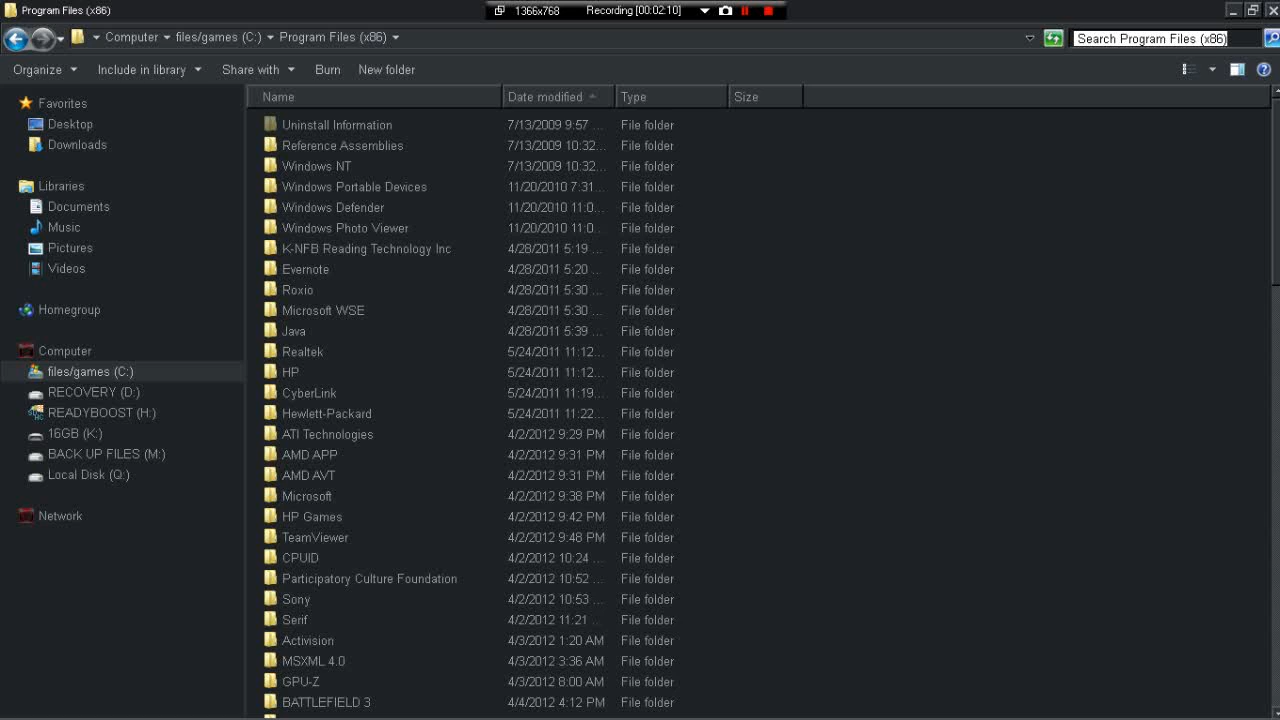 Program Files (x86)
1366x768 Recording [00:02:10]
Computer files/games (C:) Program Files (x86)
Search Program Files (x86)
Organize Include in library Share with Burn New folder
Favorites
Desktop
Downloads
Libraries
Documents
Music
Pictures
Videos
Homegroup
Computer
files/games (C:)
RECOVERY (D:)
READYBOOST (H:)
16GB (K:)
BACK UP FILES (M:)
Local Disk (Q:)
Network
Name Date modified Type Size
Uninstall Information 7/13/2009 9:57 ... File folder
Reference Assemblies 7/13/2009 10:32... File folder
Windows NT 7/13/2009 10:32... File folder
Windows Portable Devices 11/20/2010 7:31... File folder
Windows Defender 11/20/2010 11:0... File folder
Windows Photo Viewer 11/20/2010 11:0... File folder
K-NFB Reading Technology Inc 4/28/2011 5:19 ... File folder
Evernote 4/28/2011 5:20 ... File folder
Roxio 4/28/2011 5:30 ... File folder
Microsoft WSE 4/28/2011 5:30 ... File folder
Java 4/28/2011 5:39 ... File folder
Realtek 5/24/2011 11:12... File folder
HP 5/24/2011 11:12... File folder
CyberLink 5/24/2011 11:19... File folder
Hewlett-Packard 5/24/2011 11:22... File folder
ATI Technologies 4/2/2012 9:29 PM File folder
AMD APP 4/2/2012 9:31 PM File folder
AMD AVT 4/2/2012 9:31 PM File folder
Microsoft 4/2/2012 9:38 PM File folder
HP Games 4/2/2012 9:42 PM File folder
TeamViewer 4/2/2012 9:48 PM File folder
CPUID 4/2/2012 10:24 ... File folder
Participatory Culture Foundation 4/2/2012 10:52 ... File folder
Sony 4/2/2012 10:53 ... File folder
Serif 4/2/2012 11:21 ... File folder
Activision 4/3/2012 1:20 AM File folder
MSXML 4.0 4/3/2012 3:36 AM File folder
GPU-Z 4/3/2012 8:00 AM File folder
BATTLEFIELD 3 4/4/2012 4:12 PM File folder